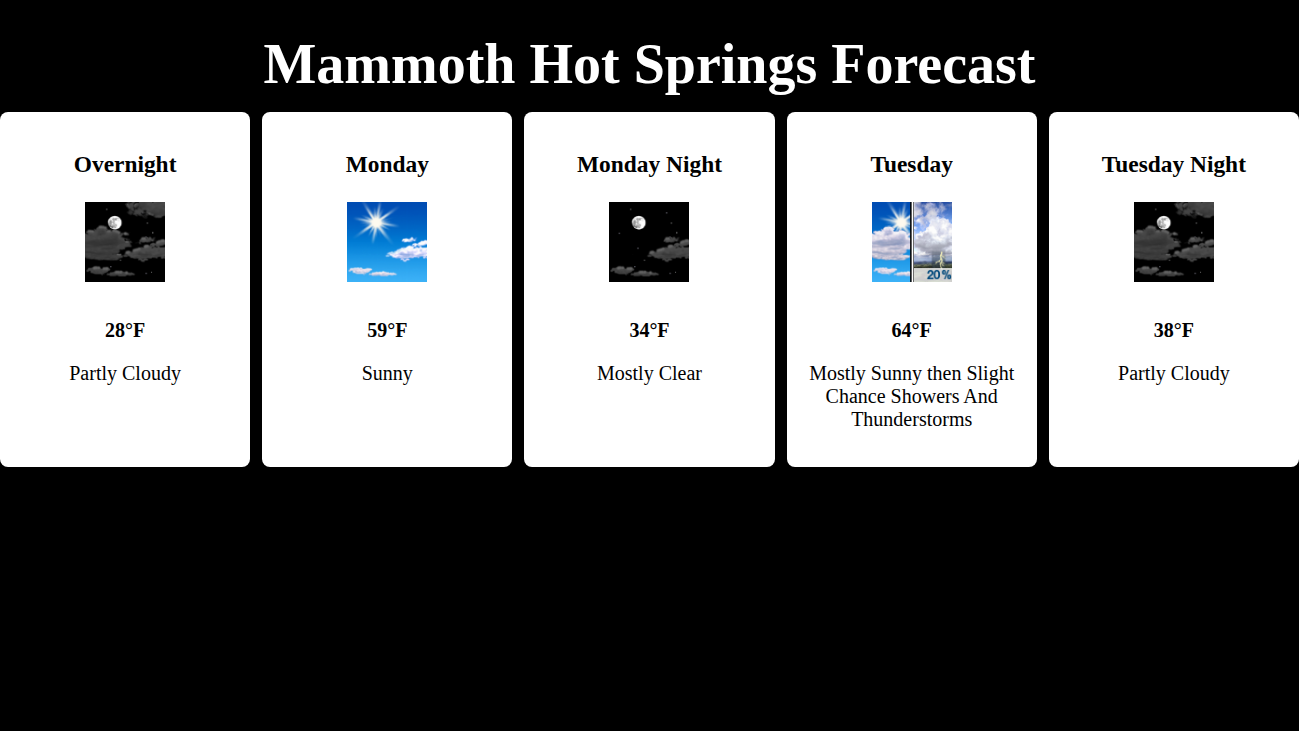 Mammoth Hot Springs Forecast
Overnight
28°F
Partly Cloudy
Monday
59°F
Sunny
Monday Night
34°F
Mostly Clear
Tuesday
20%
64°F
Mostly Sunny then Slight
Chance Showers And
Thunderstorms
Tuesday Night
38°F
Partly Cloudy